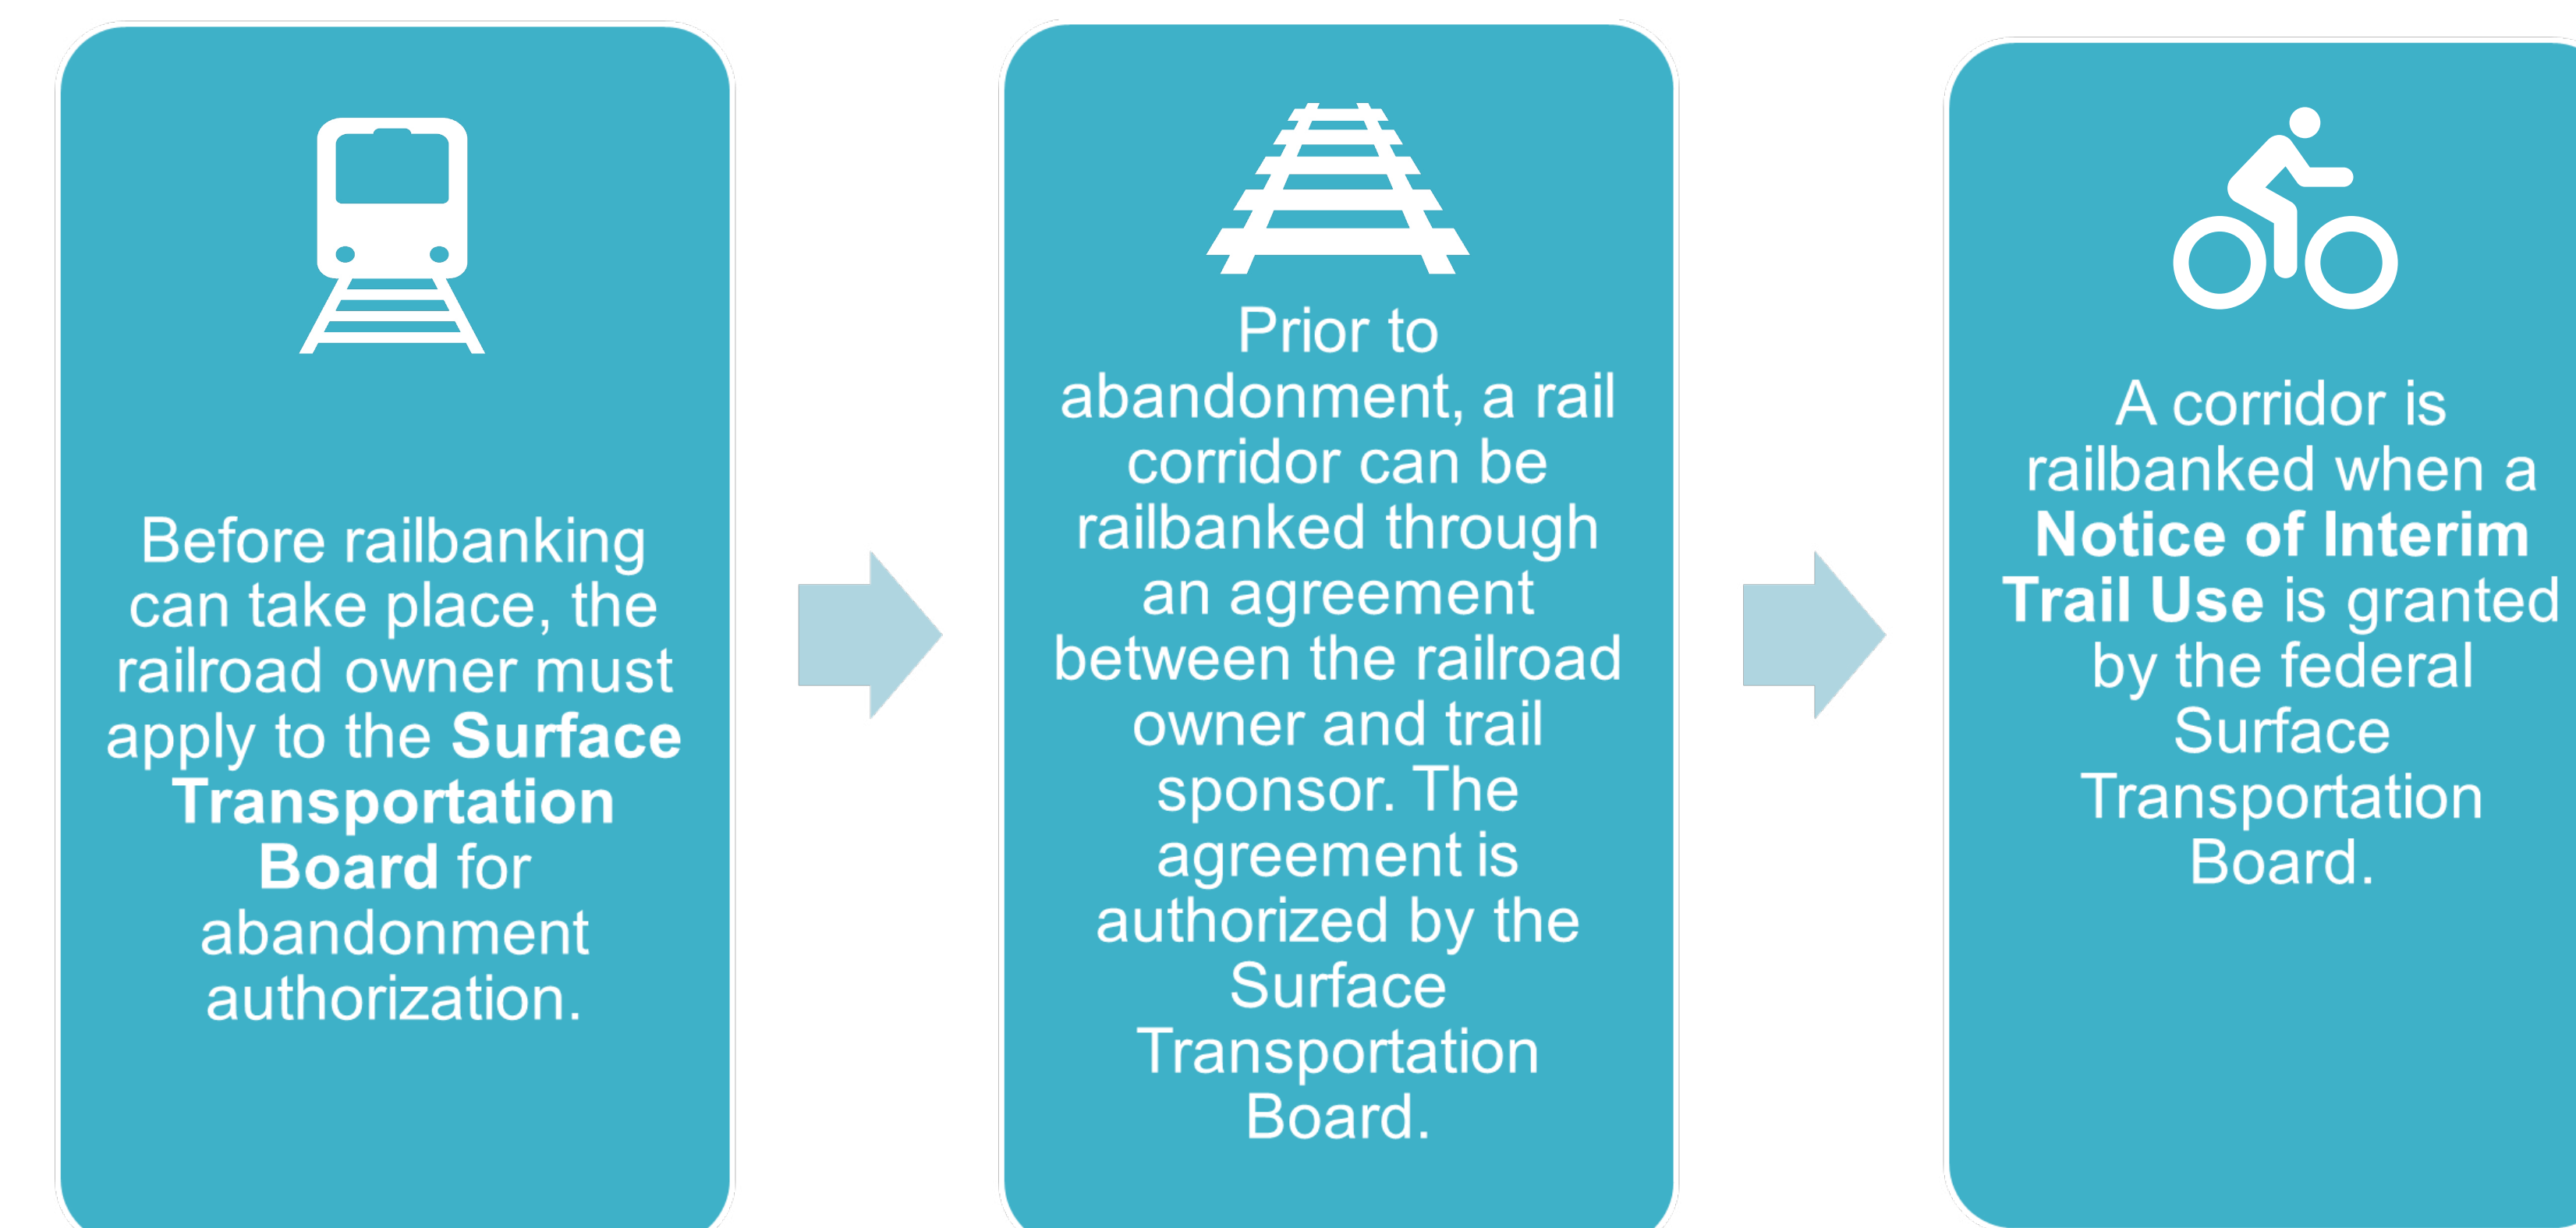 Before railbanking
can take place, the
railroad owner must
apply to the Surface
Transportation
Board for
abandonment
authorization.
Prior to
abandonment, a rail
corridor can be
railbanked through
an agreement
between the railroad
owner and trail
sponsor. The
agreement is
authorized by the
Surface
Transportation
Board.
A corridor is
railbanked when a
Notice of Interim
Trail Use is granted
by the federal
Surface
Transportation
Board.